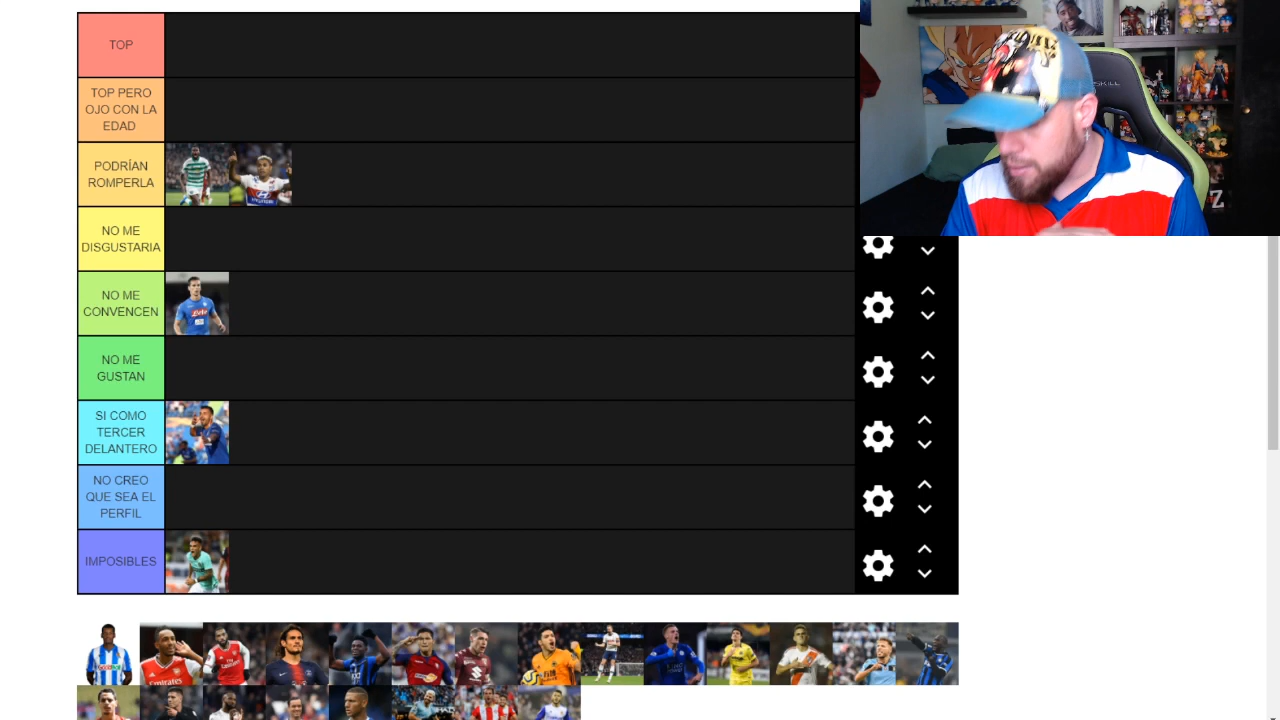 TOP
TOP PERO
OJO CON LA
EDAD
PODRÍAN
ROMPERLA
NO ME
DISGUSTARIA
NO ME
CONVENCEN
NO ME
GUSTAN
SI COMO
TERCER
DELANTERO
NO CREO
QUE SEA EL
PERFIL
IMPOSIBLES